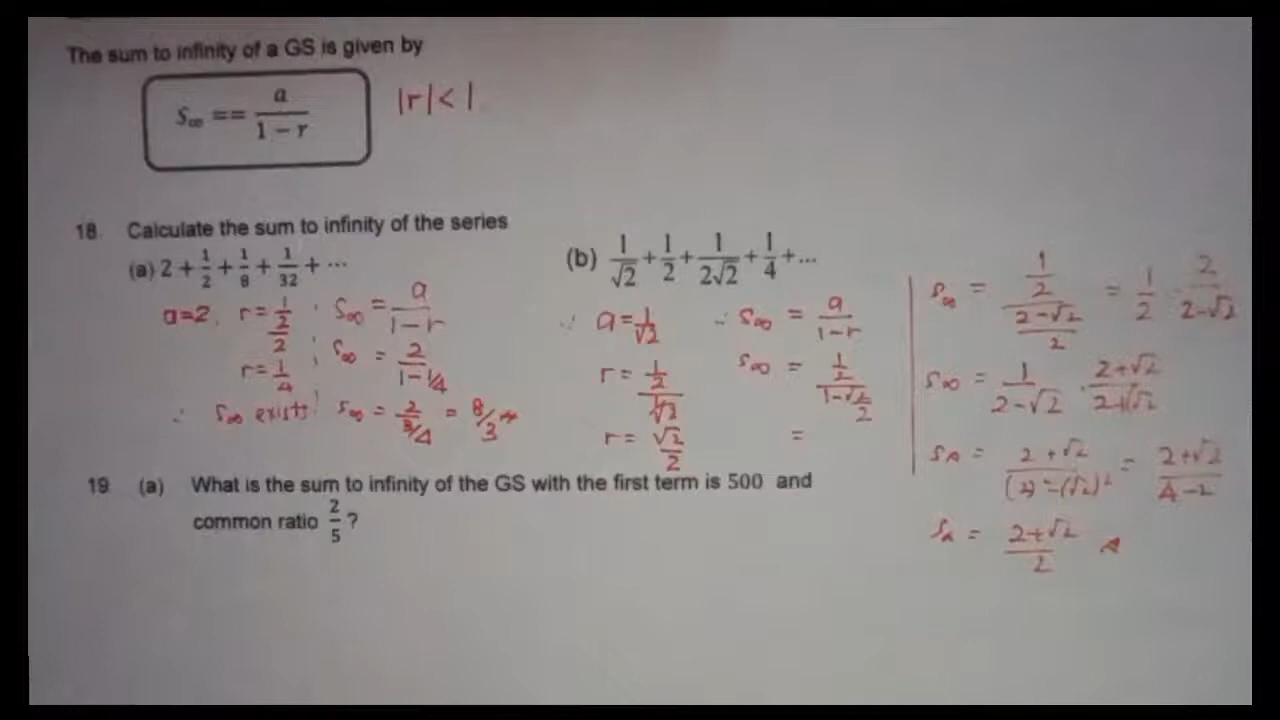 The sum to infinity of a GS is given by
S∞ == a/(1 − r)
|r| < 1
18. Calculate the sum to infinity of the series
(a) 2 + 1/2 + 1/8 + 1/32 + ⋯
a=2, r = (1/2)/2
r = 1/4
∴ S∞ exists
S∞ = a/(1−r)
S∞ = 2/(1−1/4)
S∞ = 2/(3/4) = 8/3
(b) 1/√2 + 1/2 + 1/(2√2) + 1/4 + ...
∵ a = 1/√2
r = (1/2)/(1/√2)
r = √2/2
∴ S∞ = a/(1−r)
S∞ = (1/2)/(1−√2/2)
=
S∞ = (1/2)/((2−√2)/2) = 1/2 · 2/(2−√2)
S∞ = 1/(2−√2) · (2+√2)/(2+√2)
S∞ = (2+√2)/((2)²−(√2)²) = (2+√2)/(4−2)
S∞ = (2+√2)/2
19 (a) What is the sum to infinity of the GS with the first term is 500 and
common ratio 2/5 ?